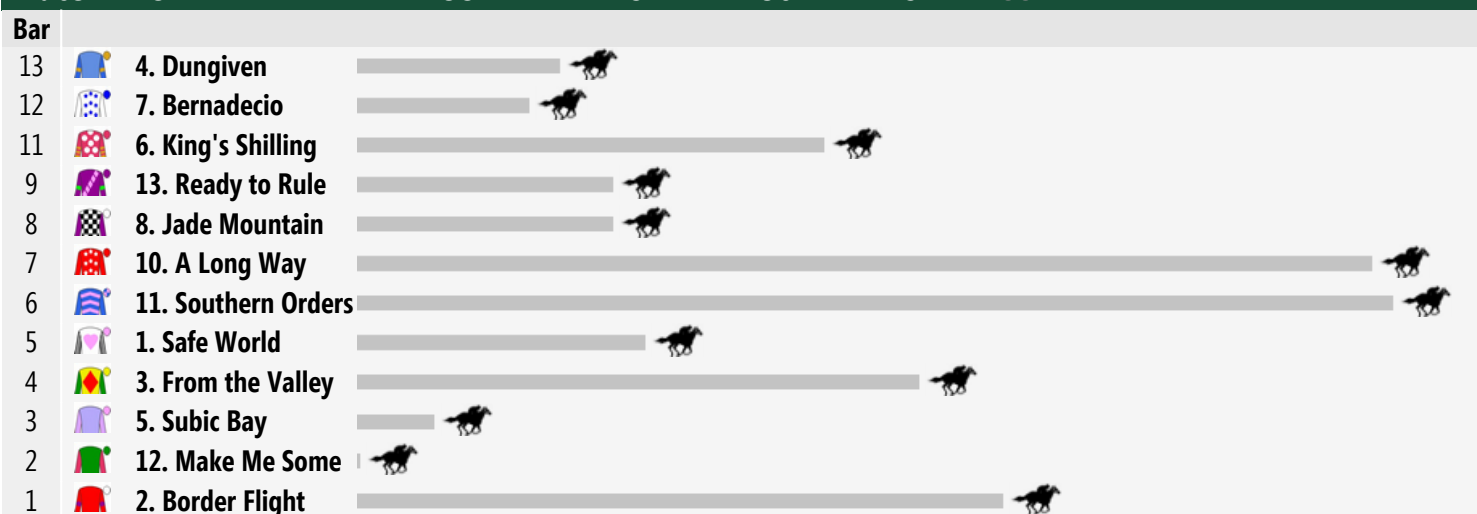 Bar
13 4. Dungiven
12 7. Bernadecio
11 6. King's Shilling
9 13. Ready to Rule
8 8. Jade Mountain
7 10. A Long Way
6 11. Southern Orders
5 1. Safe World
4 3. From the Valley
3 5. Subic Bay
2 12. Make Me Some
1 2. Border Flight